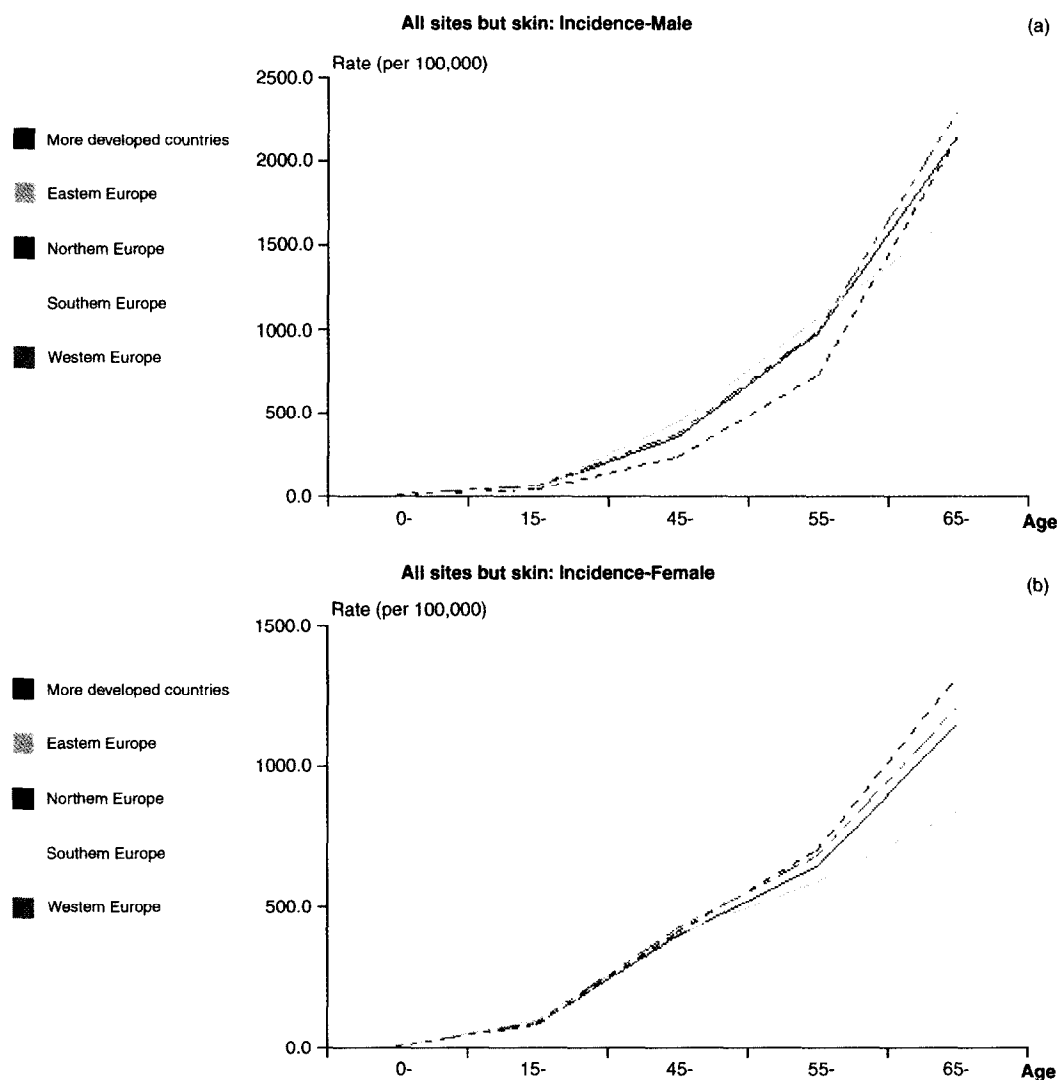 All sites but skin: Incidence-Male
(a)
Rate (per 100,000)
2500.0
2000.0
1500.0
1000.0
500.0
0.0
More developed countries
Eastern Europe
Northern Europe
Southern Europe
Western Europe
0- 15- 45- 55- 65- Age
All sites but skin: Incidence-Female
(b)
Rate (per 100,000)
1500.0
1000.0
500.0
0.0
More developed countries
Eastern Europe
Northern Europe
Southern Europe
Western Europe
0- 15- 45- 55- 65- Age